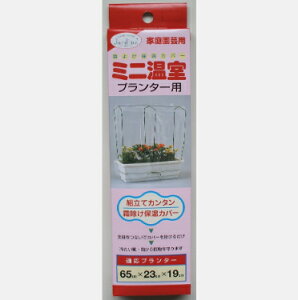 家庭園芸用
霜よけ保温カバー
ミニ温室
プランター用
組立てカンタン
霜除け保温カバー
適応プランター
65cm×23cm×19cm